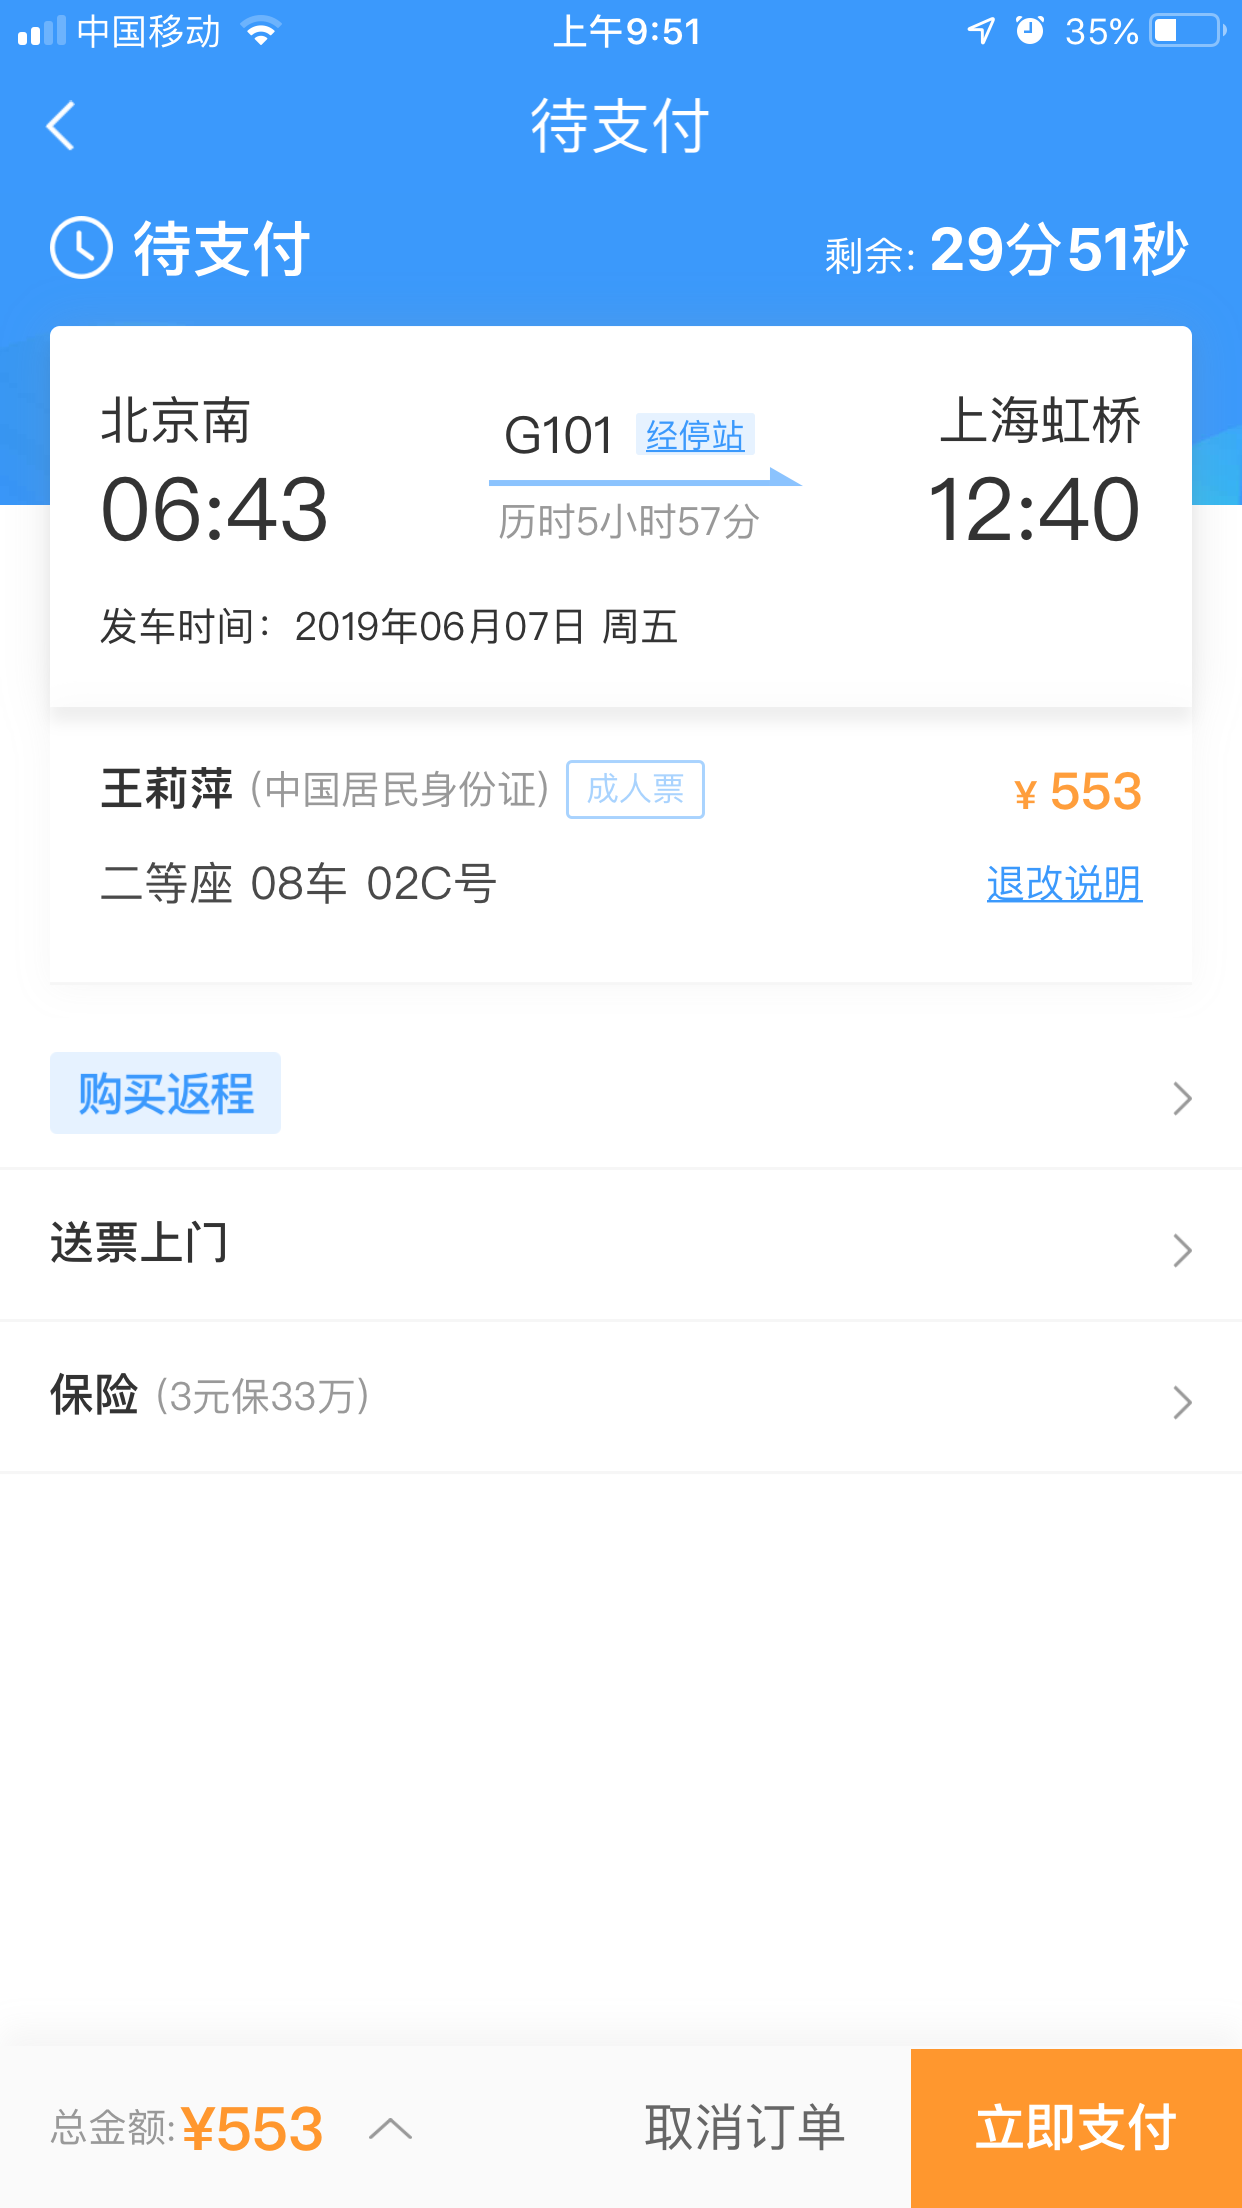 中国移动 上午9:51 35%
待支付
待支付 剩余: 29分51秒
北京南 G101 经停站 上海虹桥
06:43 历时5小时57分 12:40
发车时间：2019年06月07日 周五
王莉萍 (中国居民身份证) 成人票 ¥ 553
二等座 08车 02C号 退改说明
购买返程
送票上门
保险 (3元保33万)
总金额:¥553 取消订单 立即支付